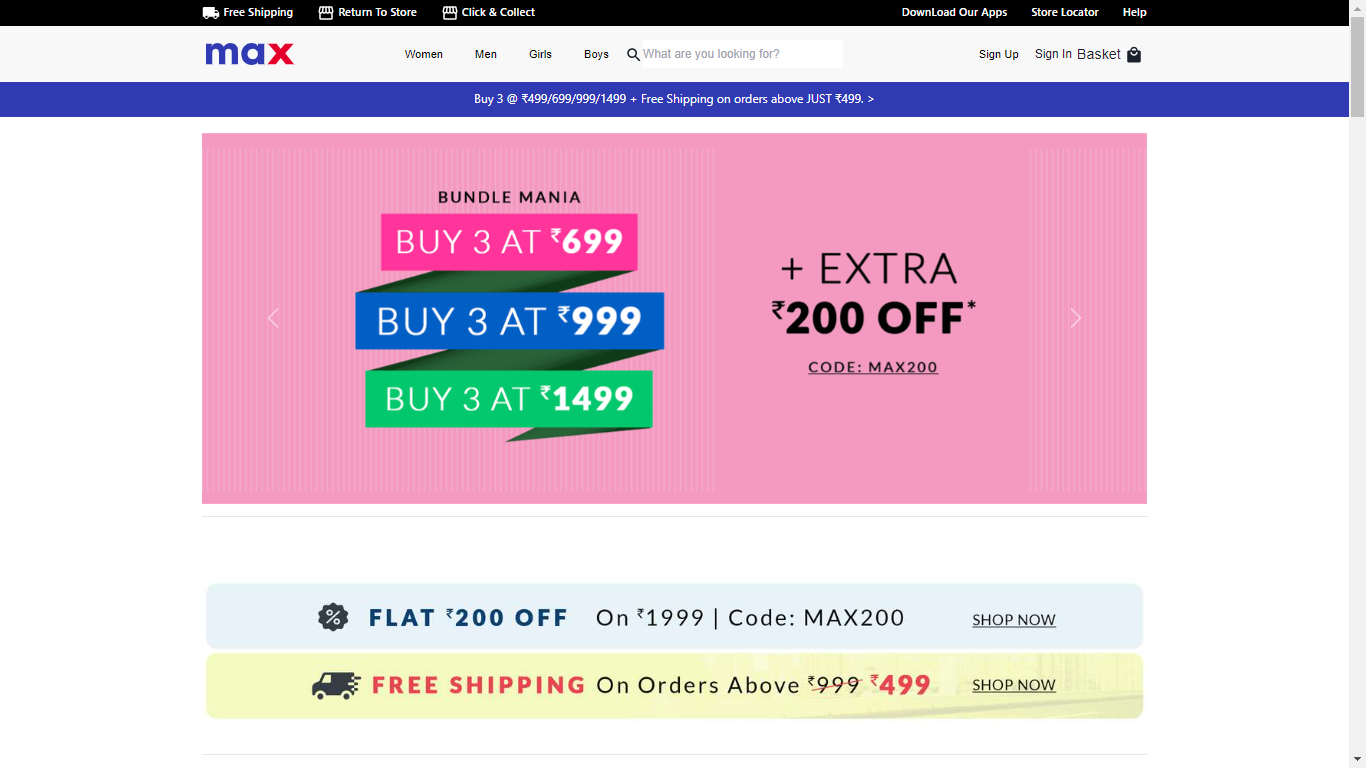 Free Shipping Return To Store Click & Collect DownLoad Our Apps Store Locator Help
max Women Men Girls Boys What are you looking for? Sign Up Sign In Basket
Buy 3 @ ₹499/699/999/1499 + Free Shipping on orders above JUST ₹499. >
BUNDLE MANIA
BUY 3 AT ₹699
BUY 3 AT ₹999
BUY 3 AT ₹1499
+ EXTRA
₹200 OFF*
CODE: MAX200
FLAT ₹200 OFF On ₹1999 | Code: MAX200 SHOP NOW
FREE SHIPPING On Orders Above ₹999 ₹499 SHOP NOW